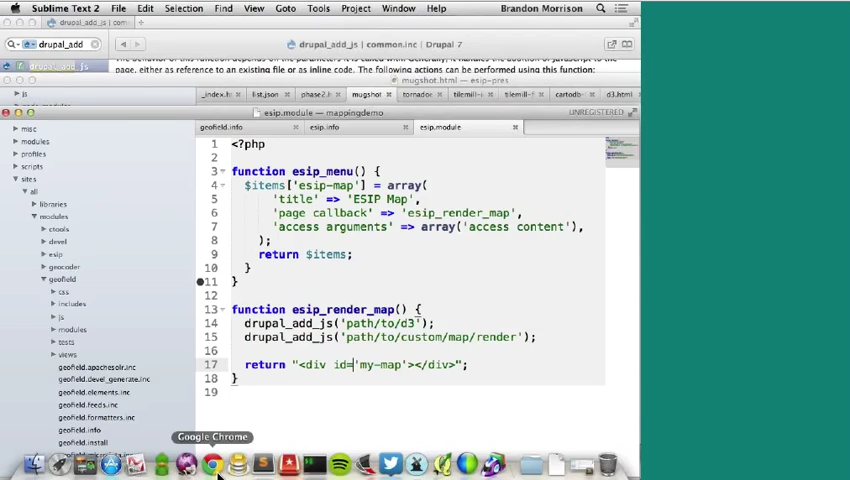 Sublime Text 2 File Edit Selection Find View Goto Tools Project Window Help Brandon Morrison
drupal_add_js | com
drupal_add
drupal_add_js | common.inc | Drupal 7
drupal_add_js
page, either as reference to an existing file or as inline code. The following actions can be performed using this function:
mugshot.html — esip-pres
js
_index.h list.json phase2.h mugshot tornado tilemill-i tilemill-f cartodb- d3.html
esip.module — mappingdemo
UNREGISTERED
geofield.info esip.info esip.module
misc
modules
profiles
scripts
sites
all
libraries
modules
ctools
devel
esip
geocoder
geofield
css
includes
js
modules
tests
views
geofield.apachesolr.inc
geofield.devel_generate.inc
geofield.elements.inc
geofield.feeds.inc
geofield.formatters.inc
geofield.info
geofield.install
1 <?php
2
3 function esip_menu() {
4 $items['esip-map'] = array(
5 'title' => 'ESIP Map',
6 'page callback' => 'esip_render_map',
7 'access arguments' => array('access content'),
8 );
9 return $items;
10 }
11 }
12
13 function esip_render_map() {
14 drupal_add_js('path/to/d3');
15 drupal_add_js('path/to/custom/map/render');
16
17 return "<div id='my-map'></div>";
18 }
19
Google Chrome